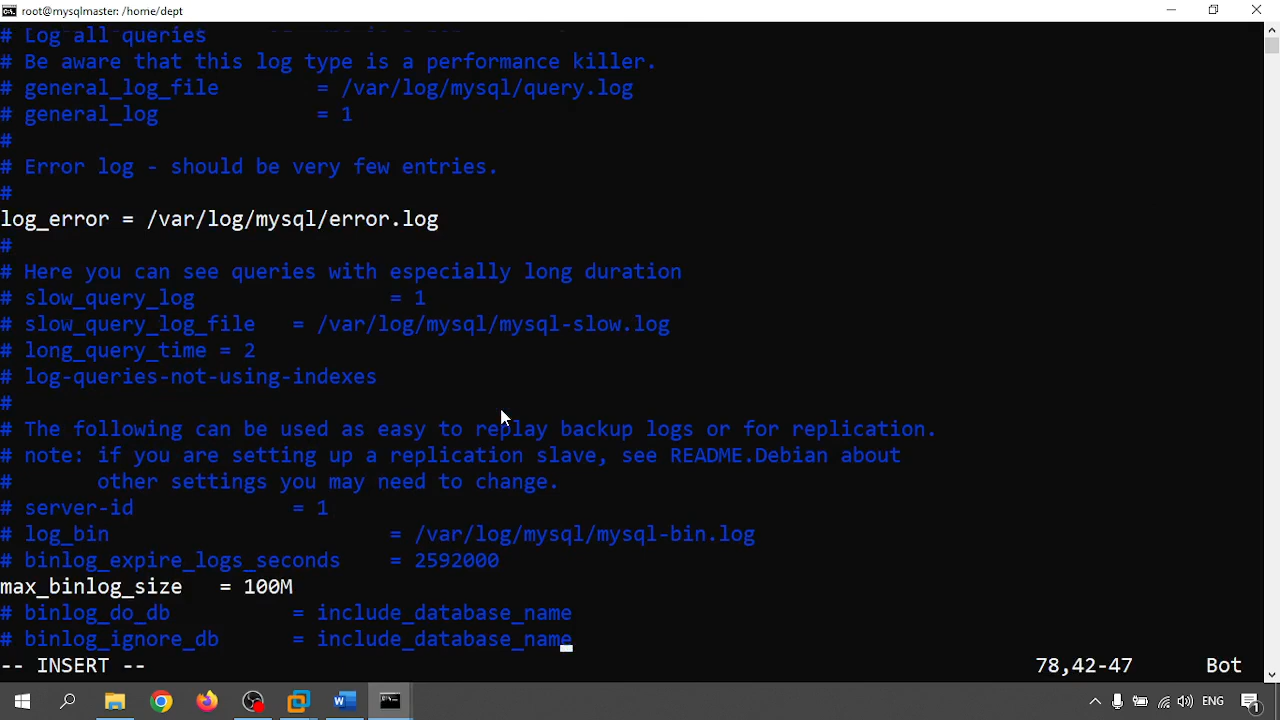 root@mysqlmaster: /home/dept
# Log all queries
# Be aware that this log type is a performance killer.
# general_log_file        = /var/log/mysql/query.log
# general_log             = 1
#
# Error log - should be very few entries.
#
log_error = /var/log/mysql/error.log
#
# Here you can see queries with especially long duration
# slow_query_log                = 1
# slow_query_log_file   = /var/log/mysql/mysql-slow.log
# long_query_time = 2
# log-queries-not-using-indexes
#
# The following can be used as easy to replay backup logs or for replication.
# note: if you are setting up a replication slave, see README.Debian about
#       other settings you may need to change.
# server-id             = 1
# log_bin                       = /var/log/mysql/mysql-bin.log
# binlog_expire_logs_seconds    = 2592000
max_binlog_size   = 100M
# binlog_do_db          = include_database_name
# binlog_ignore_db      = include_database_name
-- INSERT --                                                                          78,42-47      Bot
ENG
1